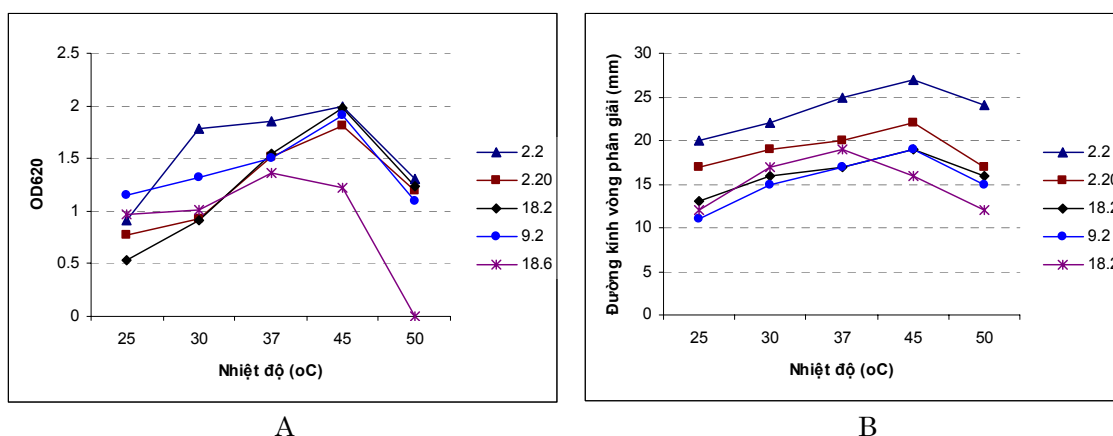 2.5
2
1.5
1
0.5
0
OD620
25 30 37 45 50
Nhiệt độ (oC)
2.2
2.20
18.2
9.2
18.6
A
30
25
20
15
10
5
0
Đường kính vòng phân giải (mm)
25 30 37 45 50
Nhiệt độ (oC)
2.2
2.20
18.2
9.2
18.2
B